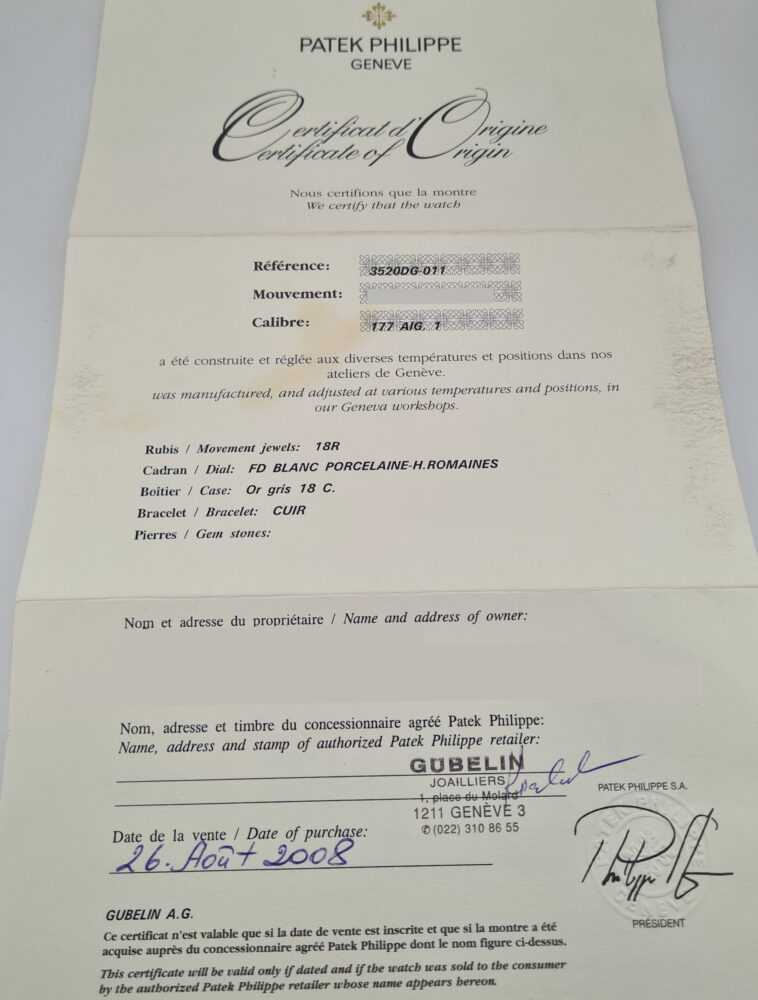 PATEK PHILIPPE
GENEVE
Certificat d'Origine
Certificate of Origin
Nous certifions que la montre
We certify that the watch
Référence: 3520DG-011
Mouvement:
Calibre: 177 AIG. 1
a été construite et réglée aux diverses températures et positions dans nos
ateliers de Genève.
was manufactured, and adjusted at various temperatures and positions, in
our Geneva workshops.
Rubis / Movement jewels: 18R
Cadran / Dial: FD BLANC PORCELAINE-H.ROMAINES
Boîtier / Case: Or gris 18 C.
Bracelet / Bracelet: CUIR
Pierres / Gem stones:
Nom et adresse du propriétaire / Name and address of owner:
Nom, adresse et timbre du concessionnaire agréé Patek Philippe:
Name, address and stamp of authorized Patek Philippe retailer:
GÜBELIN
JOAILLIERS
1, place du Molard
1211 GENÈVE 3
✆ (022) 310 86 55
PATEK PHILIPPE S.A.
Date de la vente / Date of purchase:
26. Août 2008
PRÉSIDENT
GUBELIN A.G.
Ce certificat n'est valable que si la date de vente est inscrite et que si la montre a été
acquise auprès du concessionnaire agréé Patek Philippe dont le nom figure ci-dessus.
This certificate will be valid only if dated and if the watch was sold to the consumer
by the authorized Patek Philippe retailer whose name appears hereon.